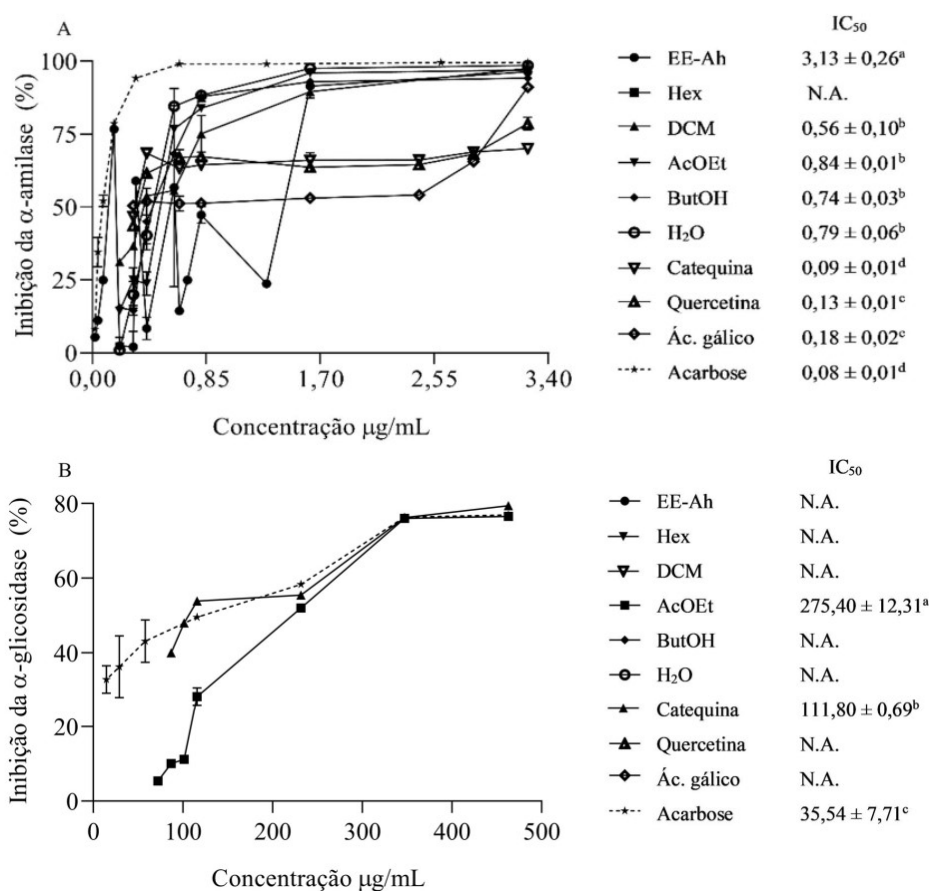 A
IC50
Inibição da α-amilase (%)
100
75
50
25
0
0,00 0,85 1,70 2,55 3,40
Concentração μg/mL
EE-Ah 3,13 ± 0,26ᵃ
Hex N.A.
DCM 0,56 ± 0,10ᵇ
AcOEt 0,84 ± 0,01ᵇ
ButOH 0,74 ± 0,03ᵇ
H₂O 0,79 ± 0,06ᵇ
Catequina 0,09 ± 0,01ᵈ
Quercetina 0,13 ± 0,01ᶜ
Ác. gálico 0,18 ± 0,02ᶜ
Acarbose 0,08 ± 0,01ᵈ
B
IC50
Inibição da α-glicosidase (%)
80
60
40
20
0
0 100 200 300 400 500
Concentração μg/mL
EE-Ah N.A.
Hex N.A.
DCM N.A.
AcOEt 275,40 ± 12,31ᵃ
ButOH N.A.
H₂O N.A.
Catequina 111,80 ± 0,69ᵇ
Quercetina N.A.
Ác. gálico N.A.
Acarbose 35,54 ± 7,71ᶜ